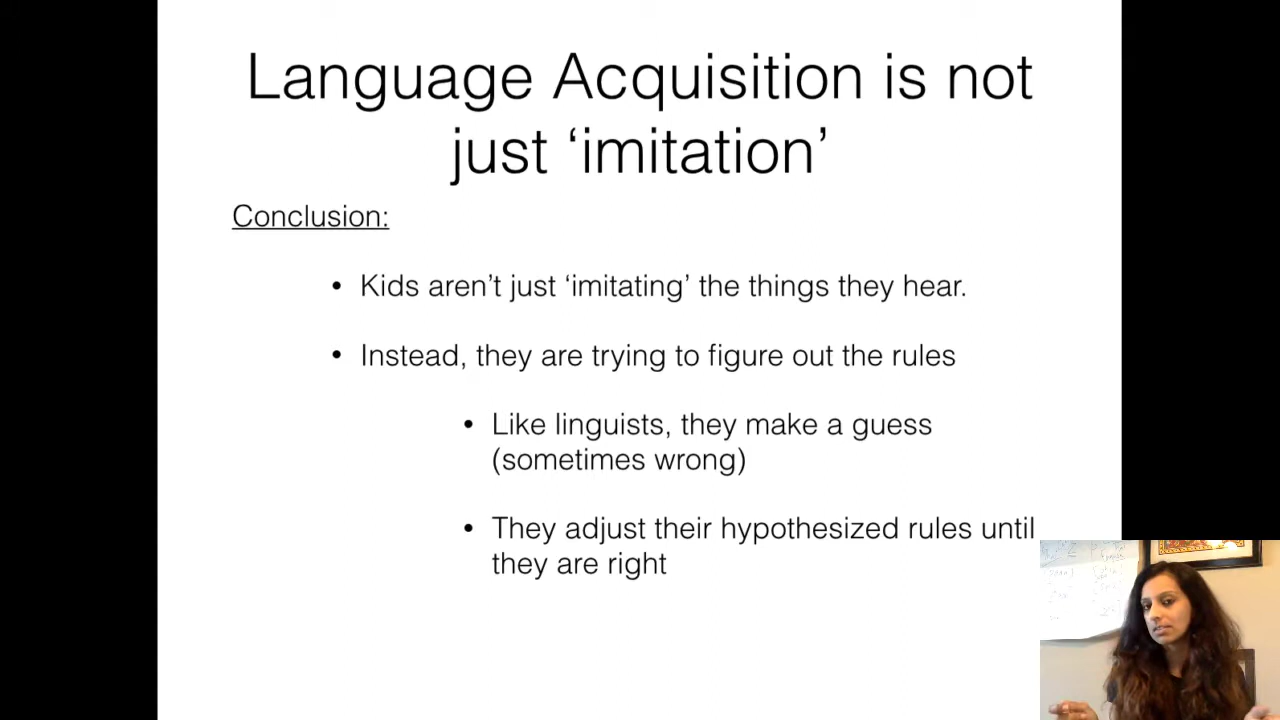 Language Acquisition is not
just ‘imitation’
Conclusion:
• Kids aren’t just ‘imitating’ the things they hear.
• Instead, they are trying to figure out the rules
• Like linguists, they make a guess
(sometimes wrong)
• They adjust their hypothesized rules until
they are right